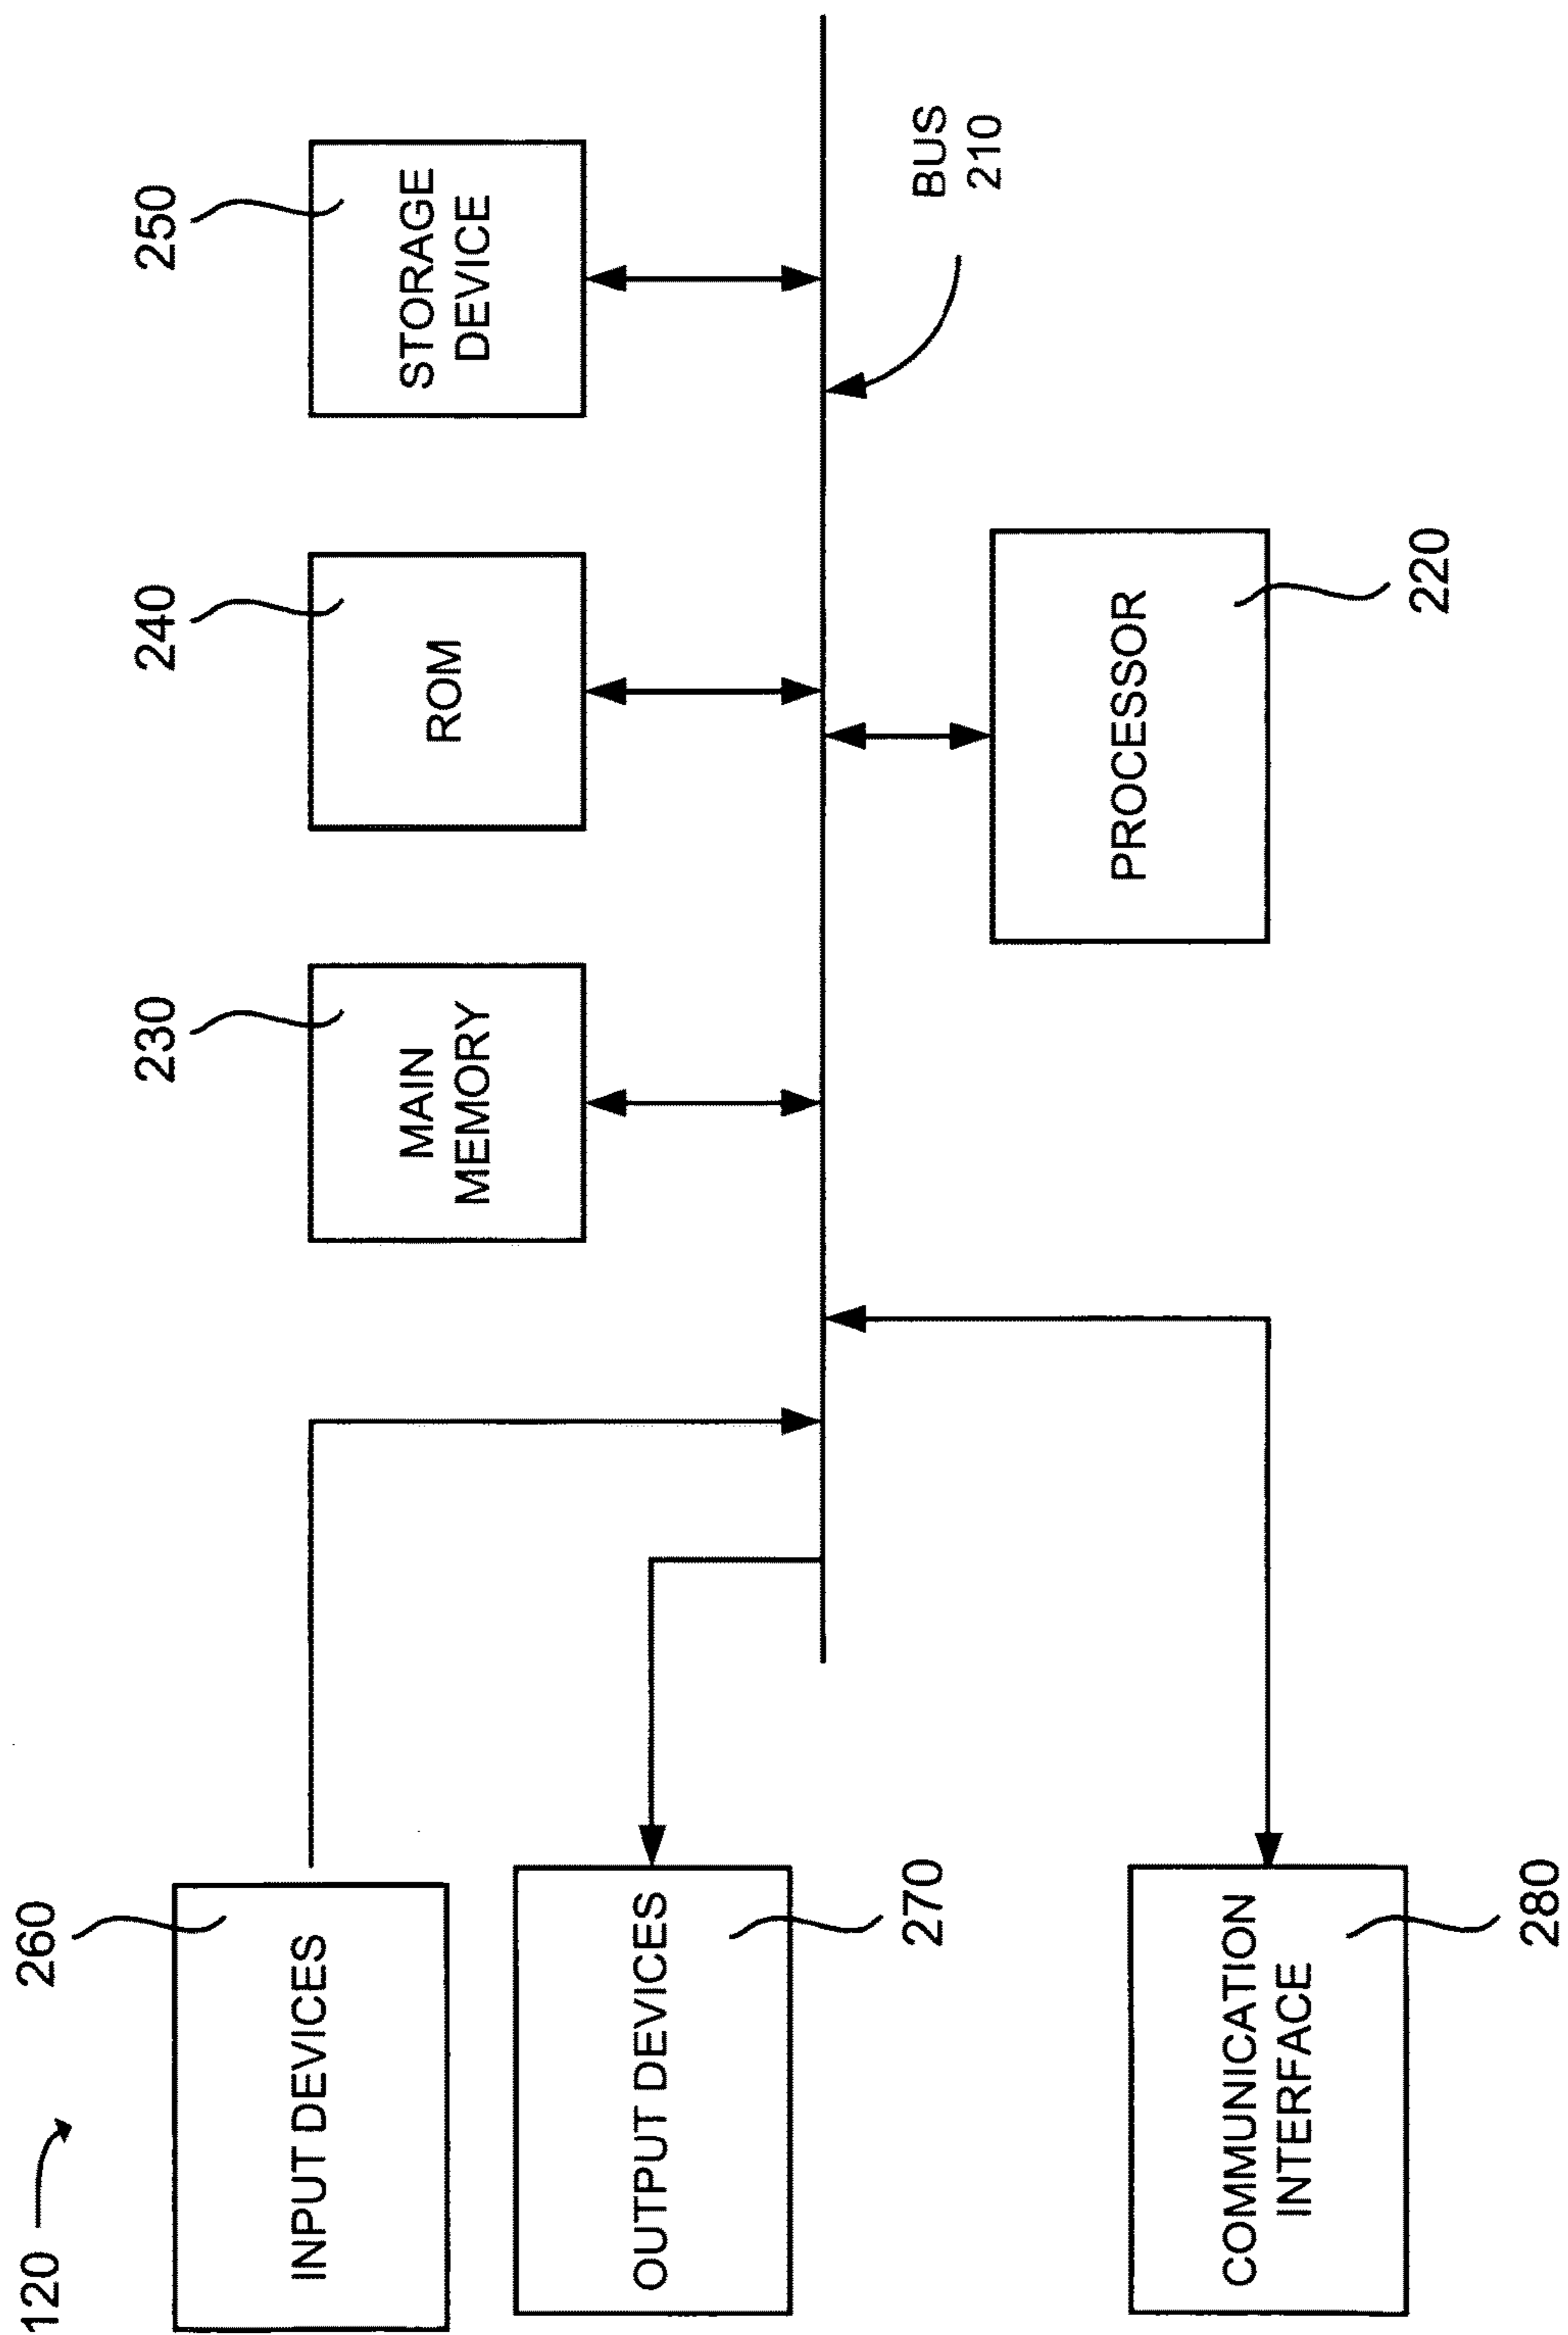 120
260
INPUT DEVICES
230
MAIN
MEMORY
240
ROM
250
STORAGE
DEVICE
OUTPUT DEVICES
270
BUS
210
PROCESSOR
220
COMMUNICATION
INTERFACE
280